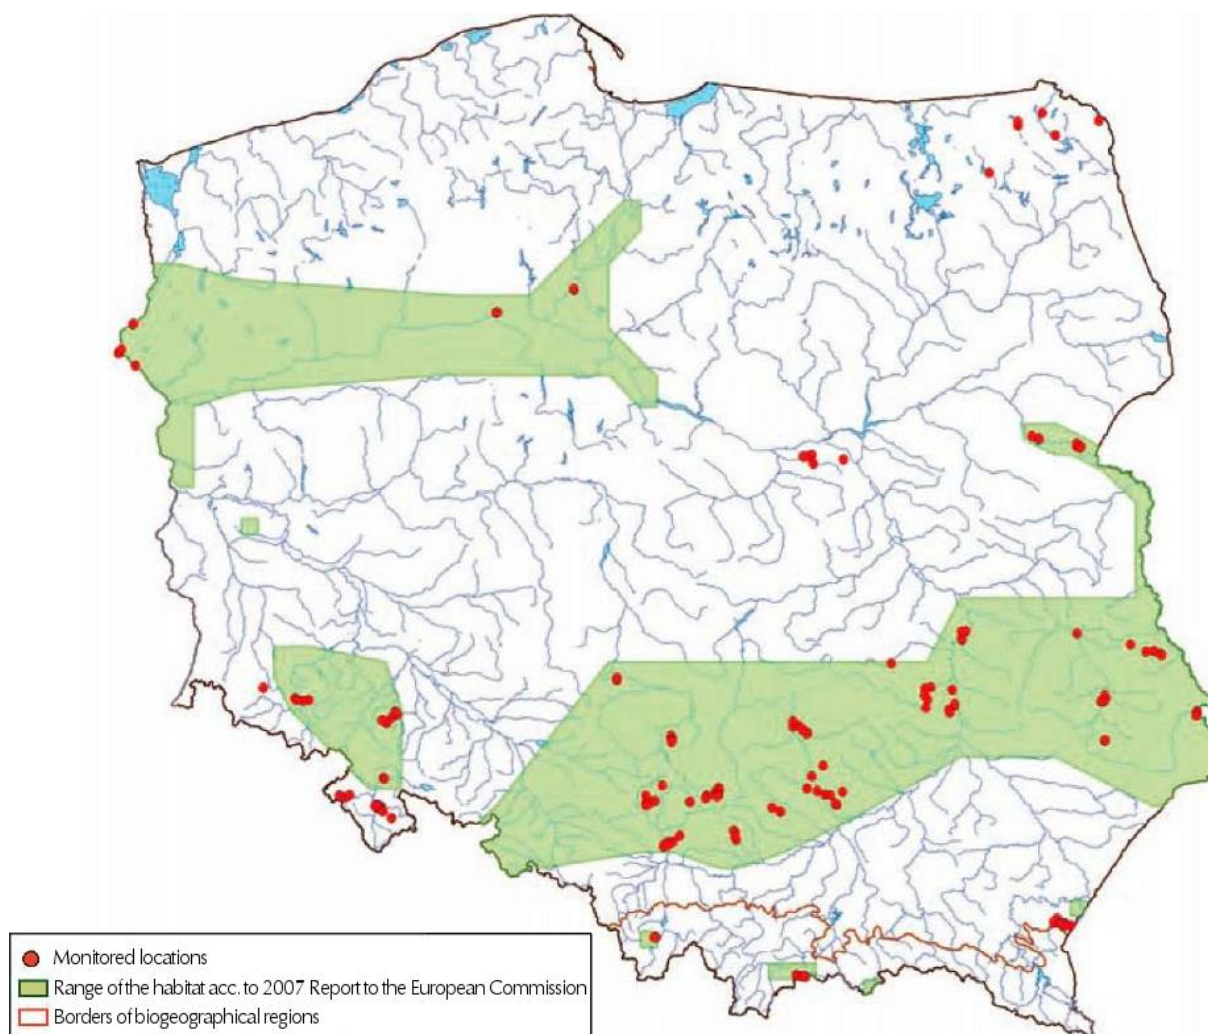 Monitored locations
Range of the habitat acc. to 2007 Report to the European Commission
Borders of biogeographical regions